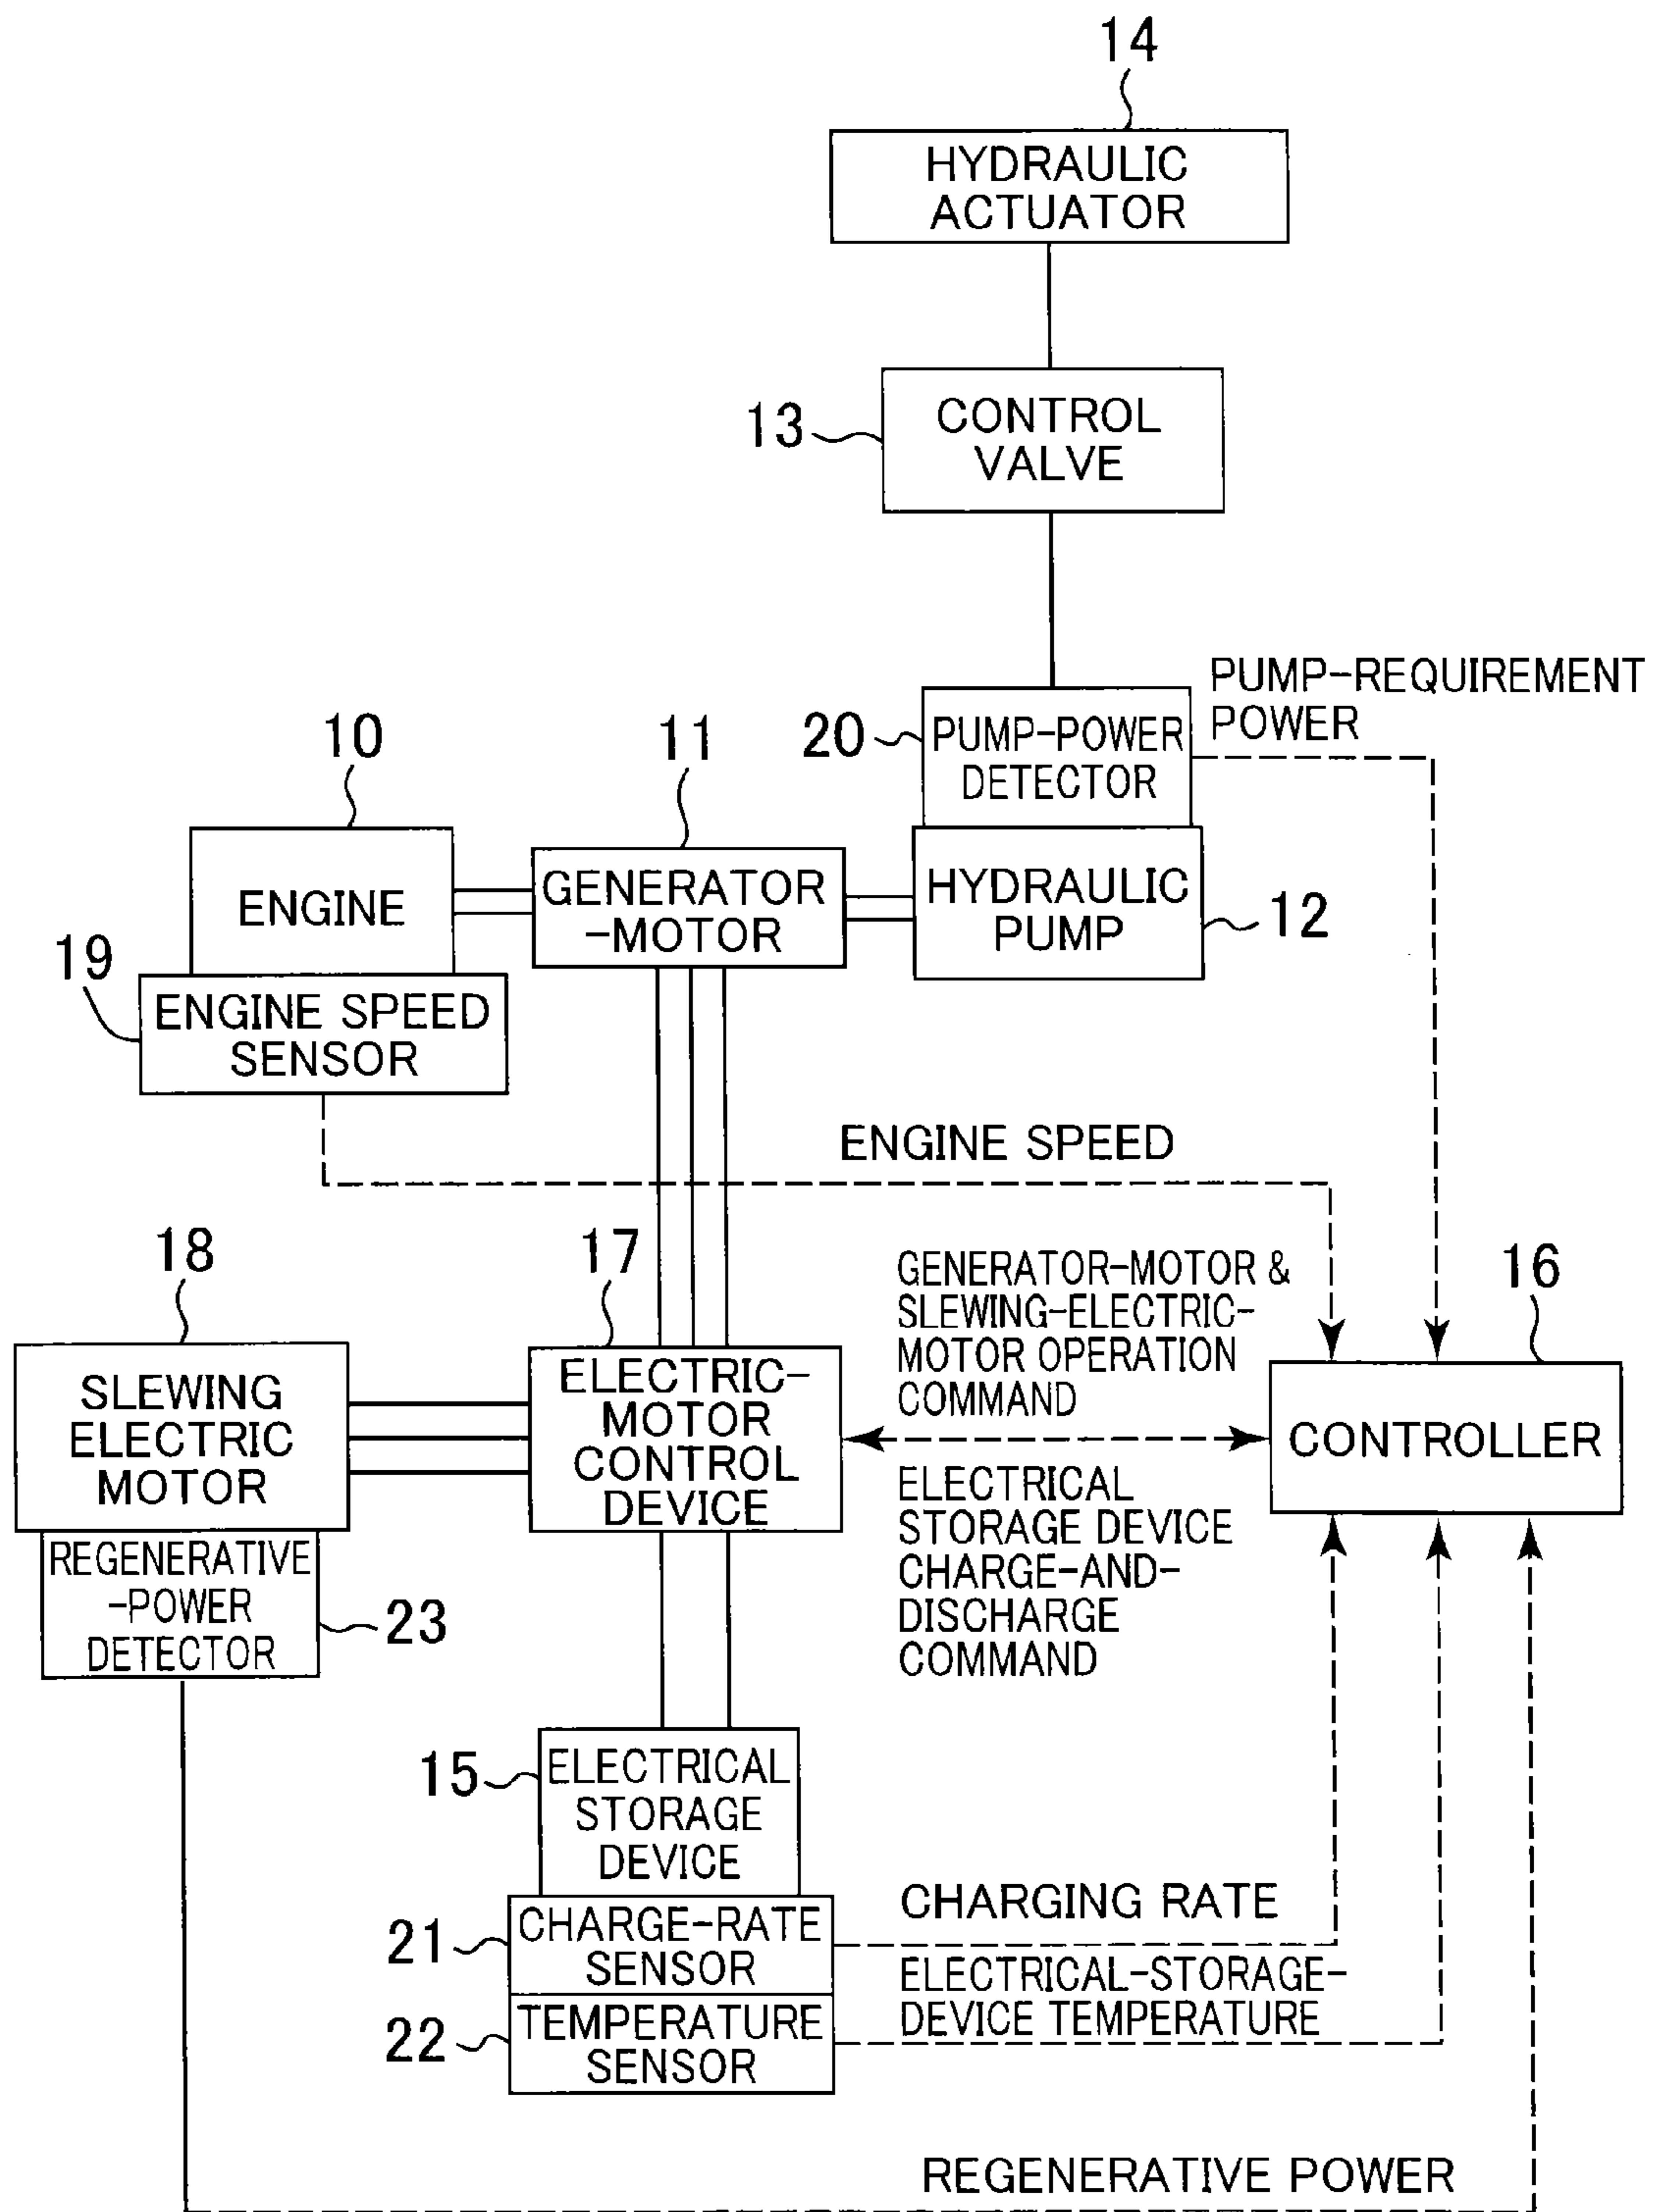 14
HYDRAULIC
ACTUATOR
13
CONTROL
VALVE
PUMP-REQUIREMENT
POWER
20
PUMP-POWER
DETECTOR
10
11
ENGINE
GENERATOR
-MOTOR
HYDRAULIC
PUMP
12
19
ENGINE SPEED
SENSOR
ENGINE SPEED
18
17
GENERATOR-MOTOR &
SLEWING-ELECTRIC-
MOTOR OPERATION
COMMAND
16
SLEWING
ELECTRIC
MOTOR
ELECTRIC-
MOTOR
CONTROL
DEVICE
CONTROLLER
ELECTRICAL
STORAGE DEVICE
CHARGE-AND-
DISCHARGE
COMMAND
REGENERATIVE
-POWER
DETECTOR
23
15
ELECTRICAL
STORAGE
DEVICE
21
CHARGE-RATE
SENSOR
CHARGING RATE
22
TEMPERATURE
SENSOR
ELECTRICAL-STORAGE-
DEVICE TEMPERATURE
REGENERATIVE POWER